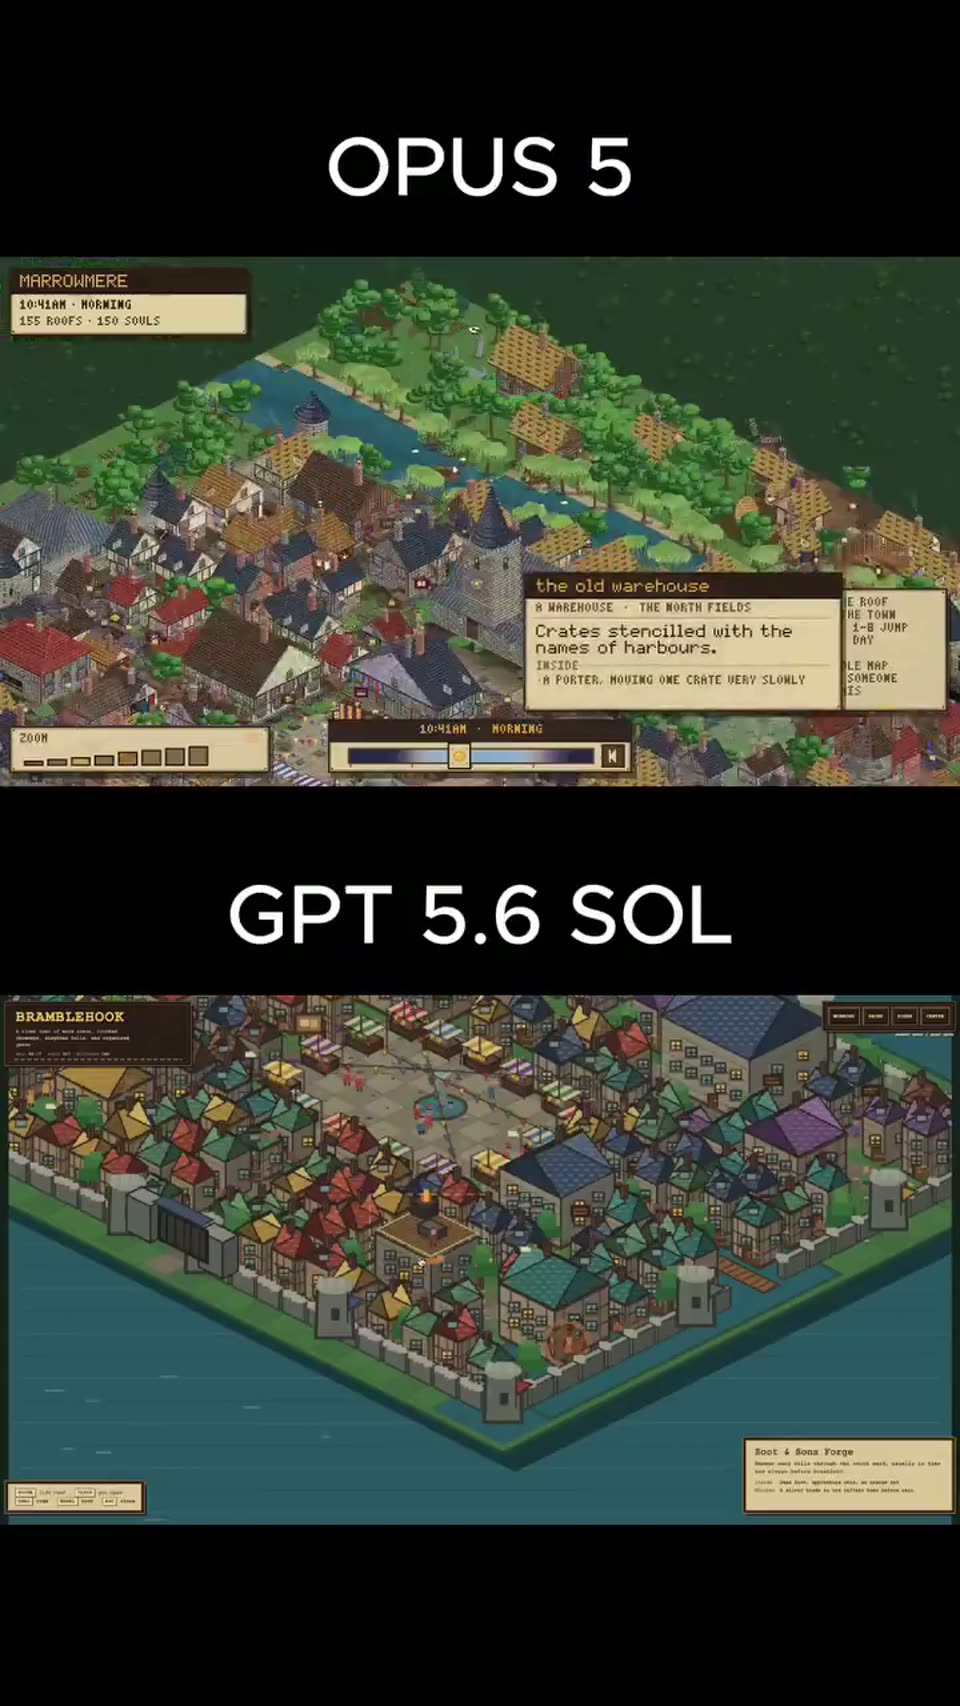 OPUS 5
MARROWMERE
10:41AM · MORNING
155 ROOFS · 150 SOULS
the old warehouse
A WAREHOUSE · THE NORTH FIELDS
Crates stencilled with the
names of harbours.
INSIDE
·A PORTER, MOVING ONE CRATE VERY SLOWLY
E ROOF
HE TOWN
1-8 JUMP
DAY
LE MAP
SOMEONE
IS
ZOOM
10:41AM · MORNING
GPT 5.6 SOL
BRAMBLEHOOK
Soot & Sons Forge